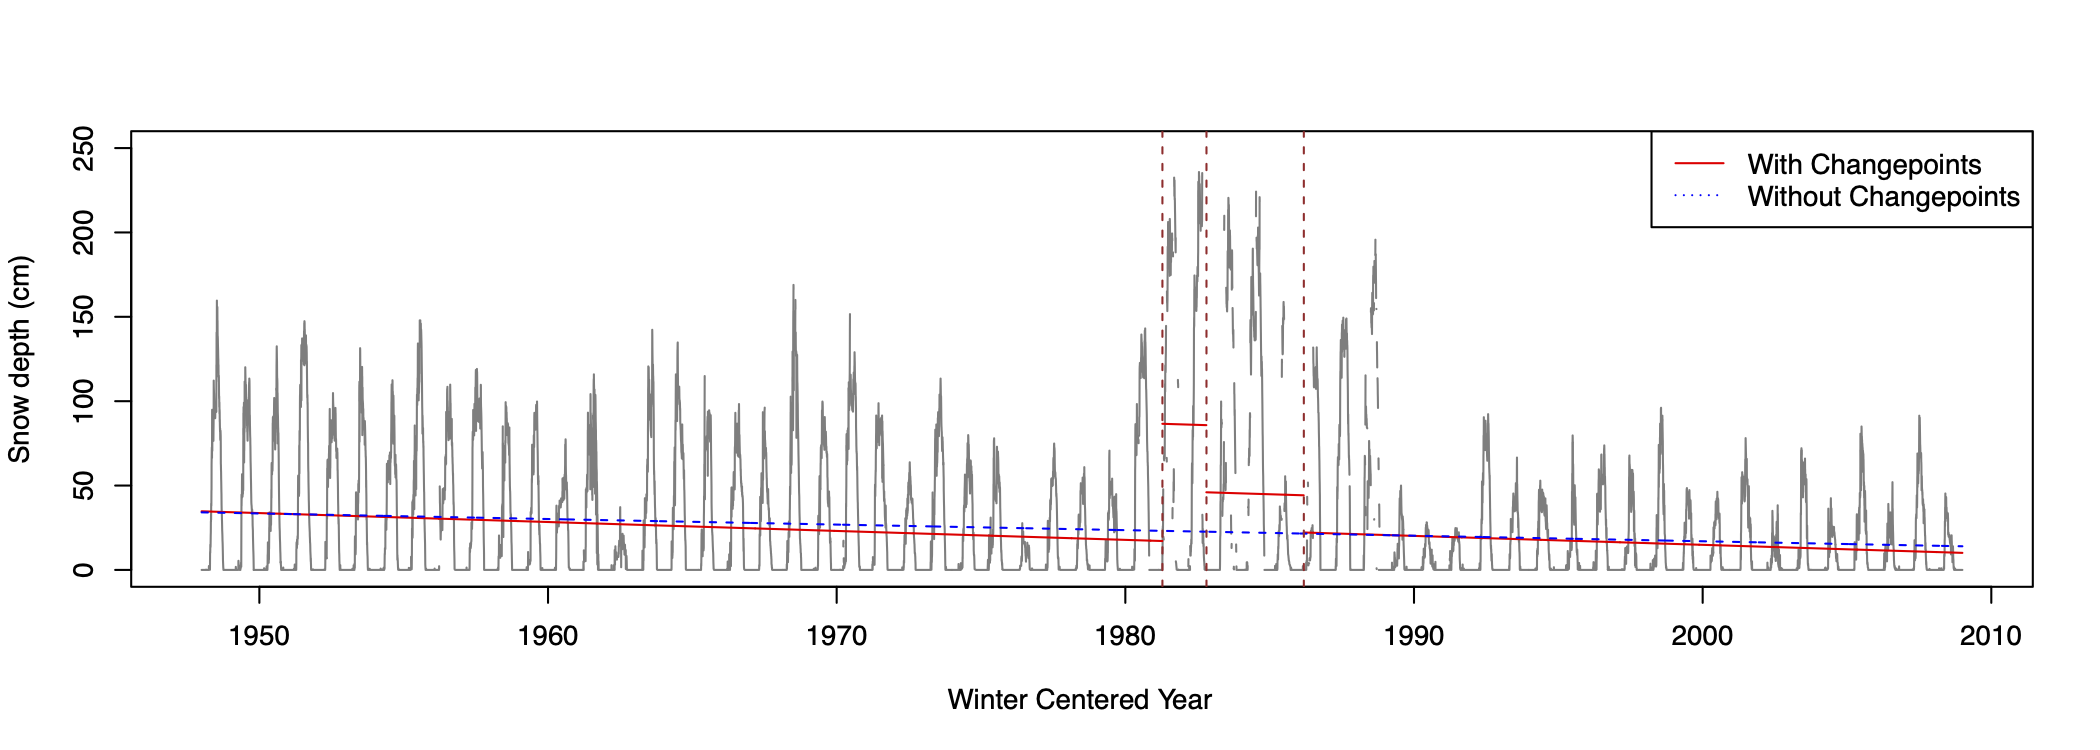 250
200
150
100
50
0
Snow depth (cm)
With Changepoints
Without Changepoints
1950 1960 1970 1980 1990 2000 2010
Winter Centered Year